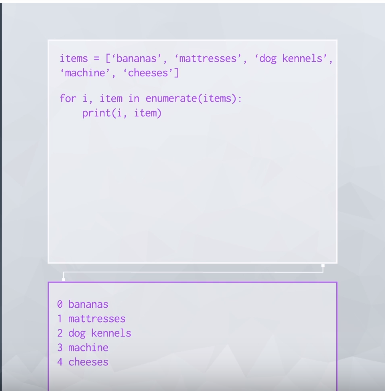 items = [‘bananas’, ‘mattresses’, ‘dog kennels’,
‘machine’, ‘cheeses’]
for i, item in enumerate(items):
    print(i, item)
0 bananas
1 mattresses
2 dog kennels
3 machine
4 cheeses